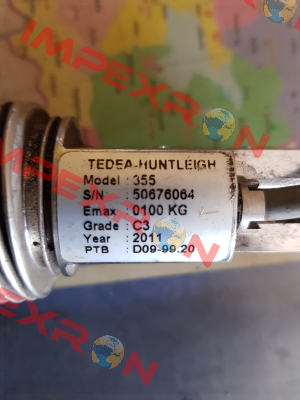 IMPEXRON
TEDEA-HUNTLEIGH
Model : 355
S/N : 50676064
Emax : 0100 KG
Grade : C3
Year : 2011
PTB : D09-99.20
IMPEXRON
IMPEXRON